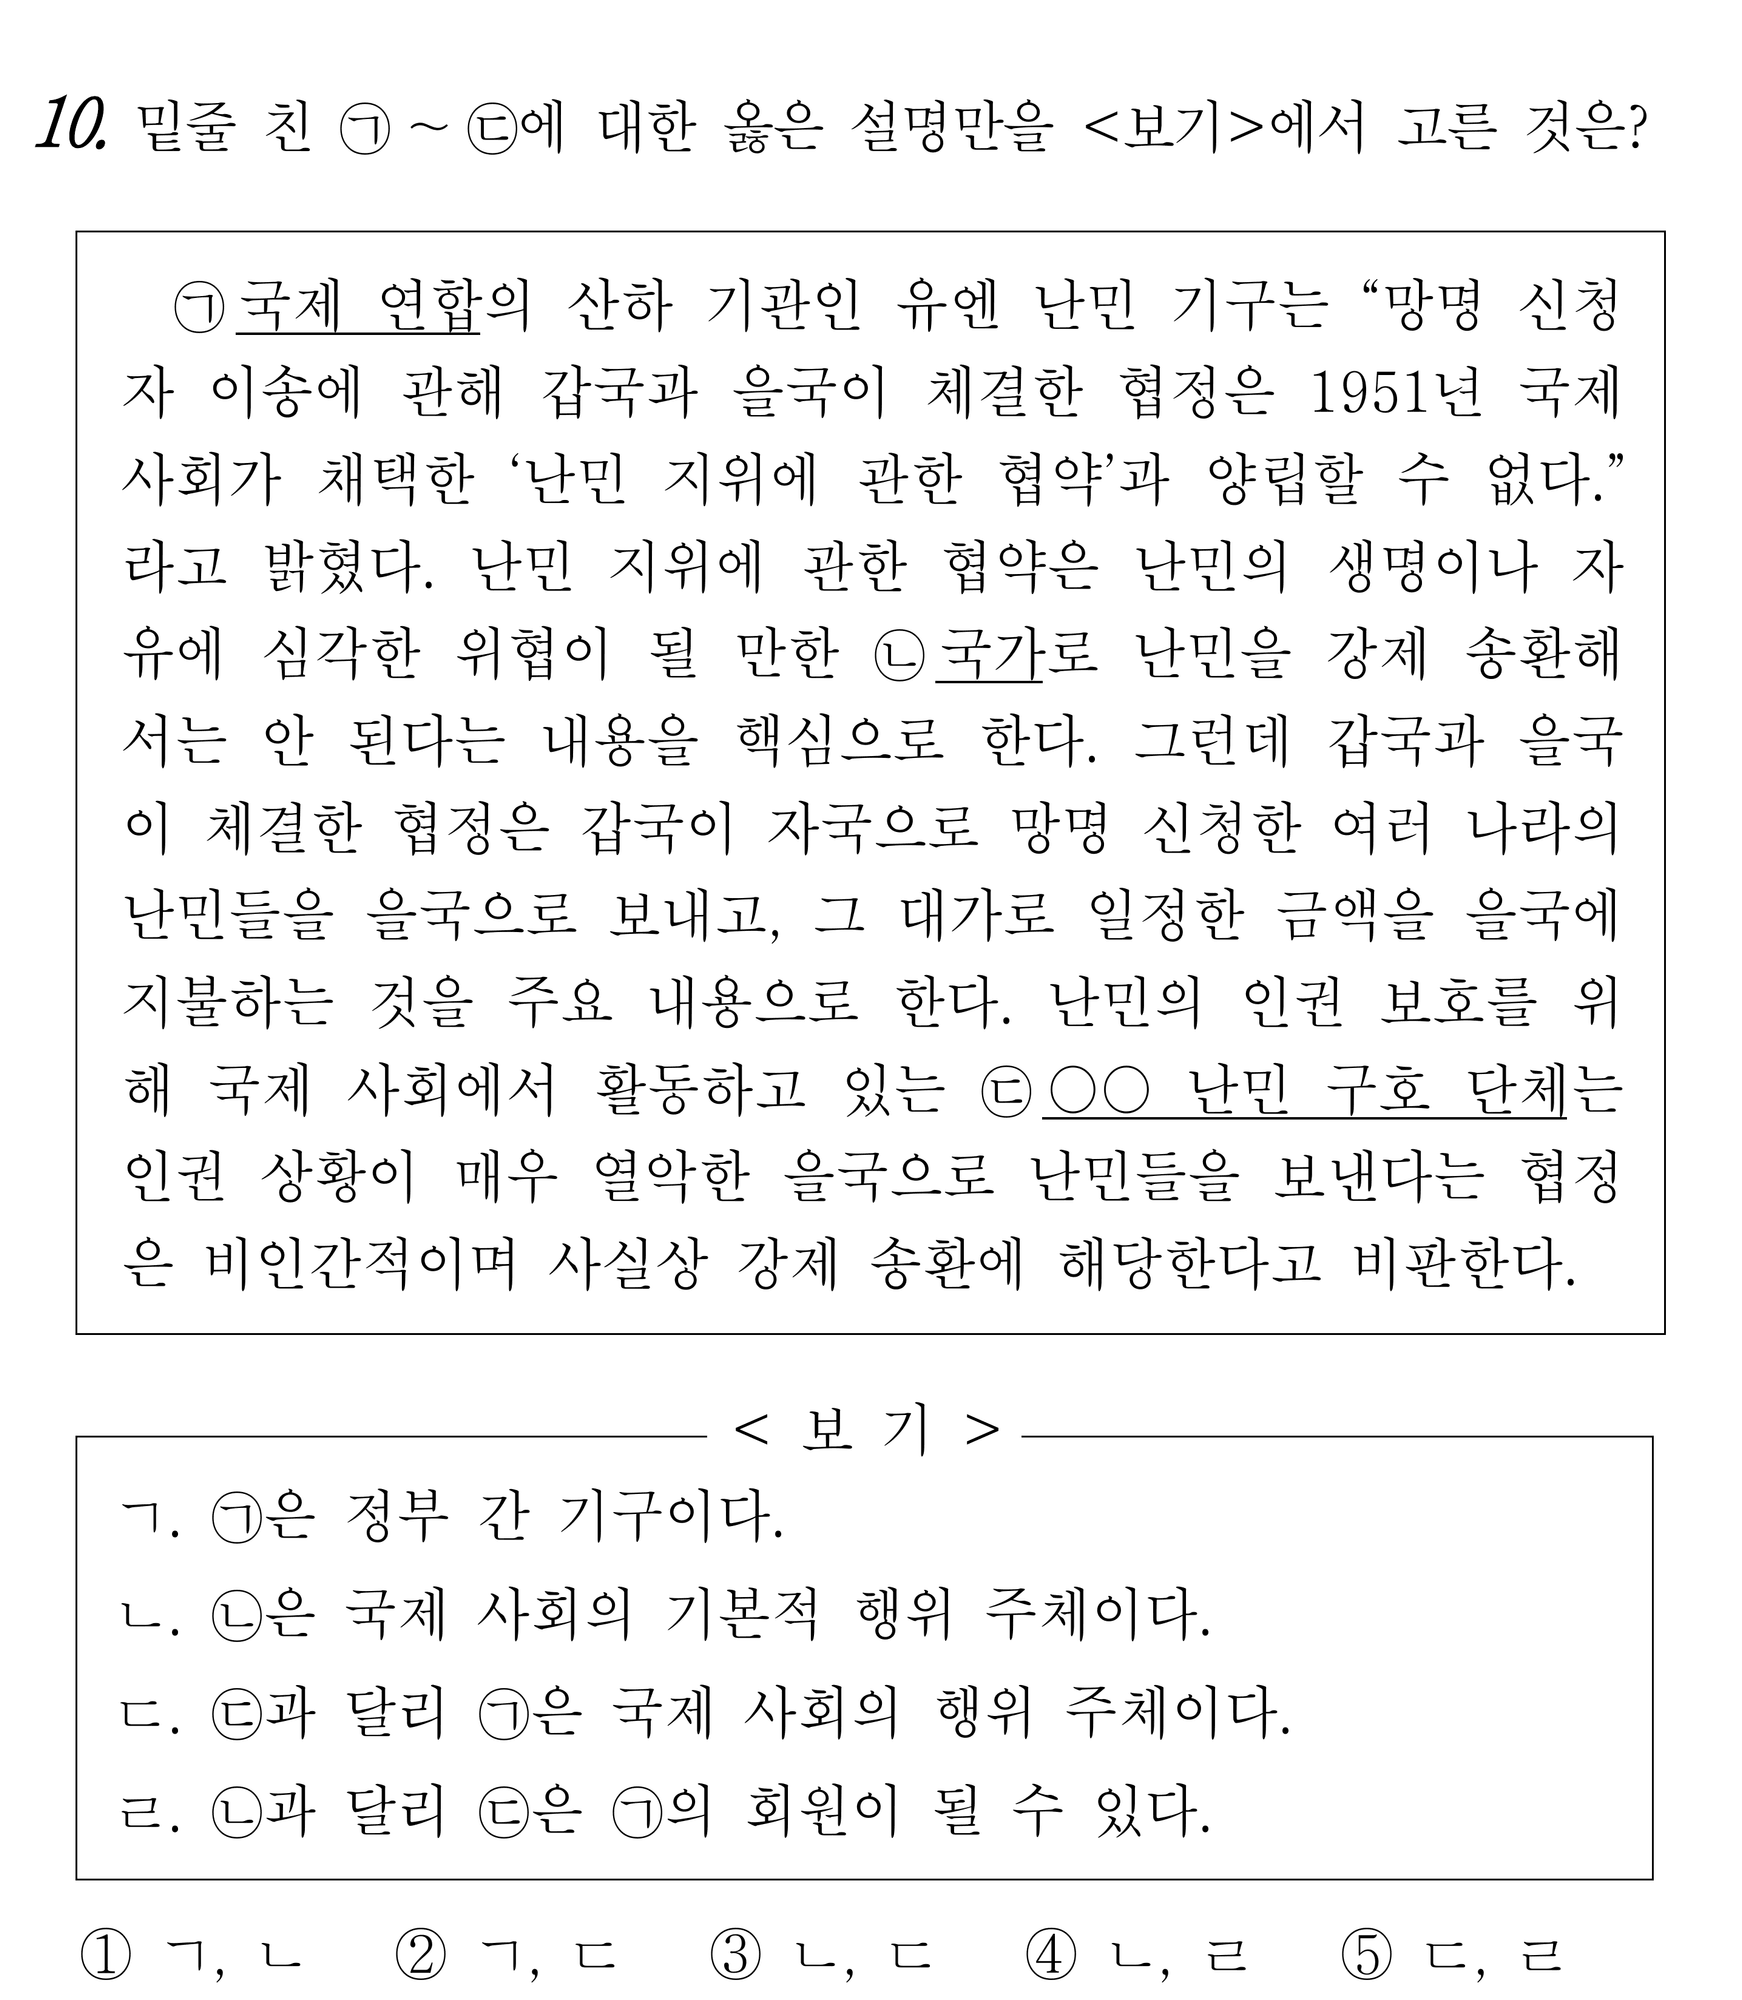 10. 밑줄 친 ㉠ ~ ㉢에 대한 옳은 설명만을 <보기>에서 고른 것은?
㉠ 국제 연합의 산하 기관인 유엔 난민 기구는 “망명 신청
자 이송에 관해 갑국과 을국이 체결한 협정은 1951년 국제
사회가 채택한 ‘난민 지위에 관한 협약’과 양립할 수 없다.”
라고 밝혔다. 난민 지위에 관한 협약은 난민의 생명이나 자
유에 심각한 위협이 될 만한 ㉡ 국가로 난민을 강제 송환해
서는 안 된다는 내용을 핵심으로 한다. 그런데 갑국과 을국
이 체결한 협정은 갑국이 자국으로 망명 신청한 여러 나라의
난민들을 을국으로 보내고, 그 대가로 일정한 금액을 을국에
지불하는 것을 주요 내용으로 한다. 난민의 인권 보호를 위
해 국제 사회에서 활동하고 있는 ㉢ ○○ 난민 구호 단체는
인권 상황이 매우 열악한 을국으로 난민들을 보낸다는 협정
은 비인간적이며 사실상 강제 송환에 해당한다고 비판한다.
< 보 기 >
ㄱ. ㉠은 정부 간 기구이다.
ㄴ. ㉡은 국제 사회의 기본적 행위 주체이다.
ㄷ. ㉢과 달리 ㉠은 국제 사회의 행위 주체이다.
ㄹ. ㉡과 달리 ㉢은 ㉠의 회원이 될 수 있다.
① ㄱ, ㄴ ② ㄱ, ㄷ ③ ㄴ, ㄷ ④ ㄴ, ㄹ ⑤ ㄷ, ㄹ